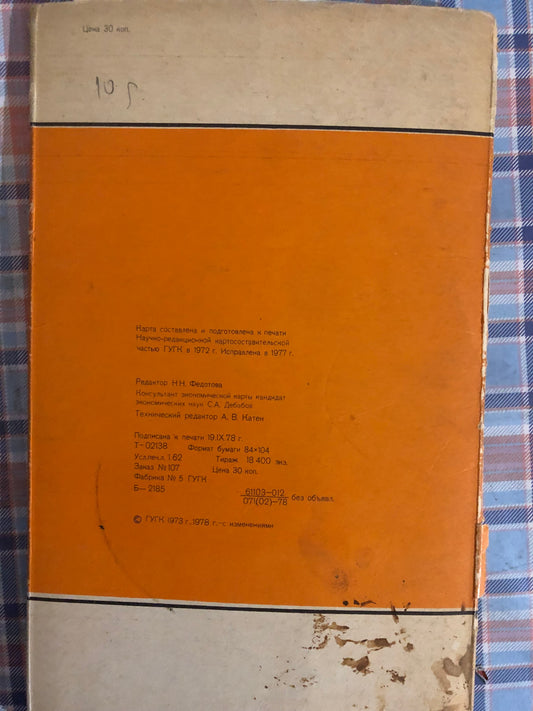 Цена 30 коп.
10 р.
Карта составлена и подготовлена к печати
Научно-редакционной картосоставительской
частью ГУГК в 1972 г. Исправлена в 1977 г.
Редактор Н.Н. Федотова
Консультант экономической карты кандидат
экономических наук С.А. Дебабов
Технический редактор А. В. Катен
Подписана к печати 19.IX.78 г.
Т-02138 Формат бумаги 84×104
Усл.печ.л. 1.62 Тираж 18 400 экз.
Заказ № 107 Цена 30 коп.
Фабрика № 5 ГУГК
Б—2185 61103—012 без объявл.
071(02)—78
© ГУГК 1973 г., 1978 г. - с изменениями